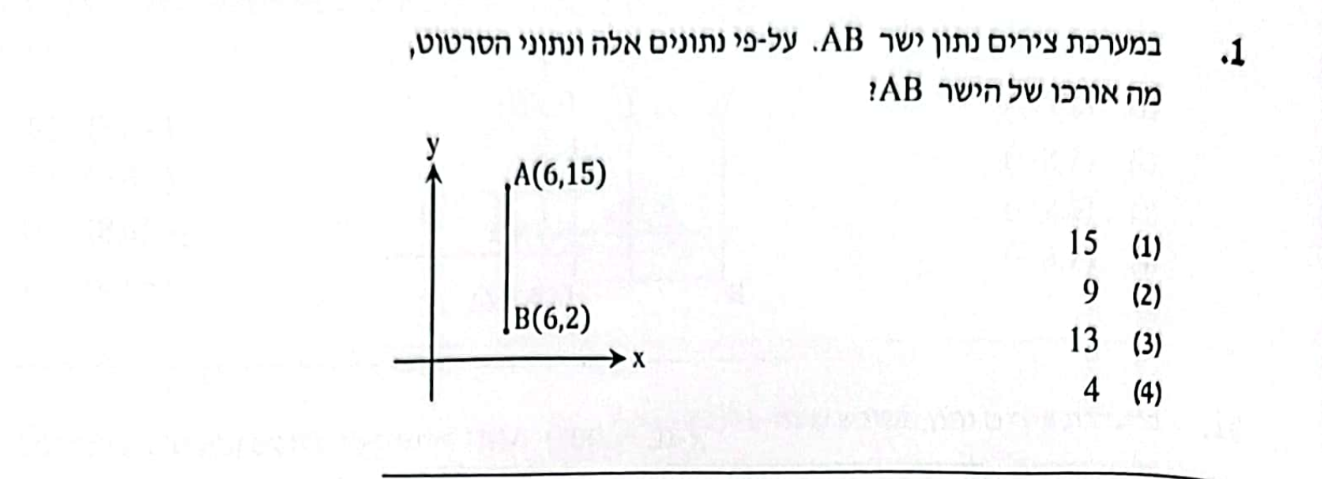 1. במערכת צירים נתון ישר AB. על-פי נתונים אלה ונתוני הסרטוט,
מה אורכו של הישר AB?
y
A(6,15)
B(6,2)
x
(1) 15
(2) 9
(3) 13
(4) 4